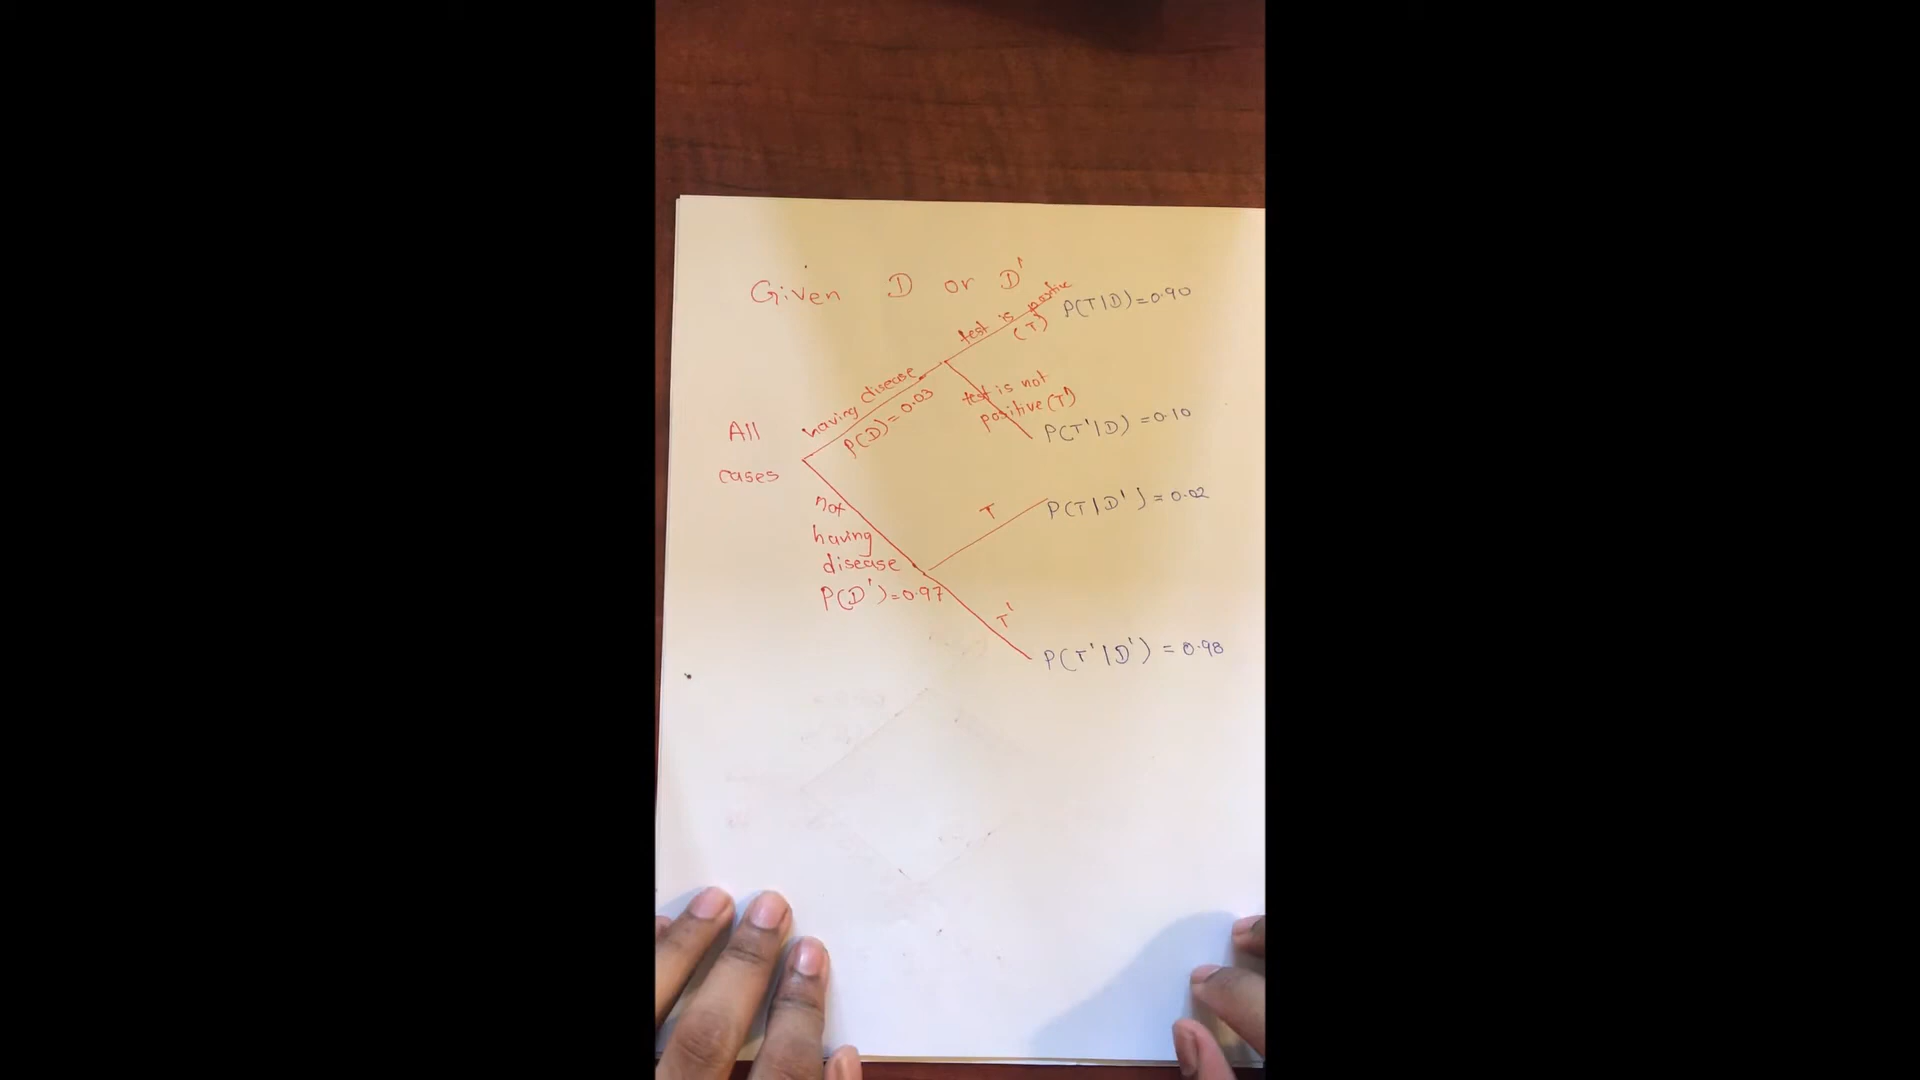 Given D or D'
test is positive
(T)
P(T|D)=0.90
having disease
P(D)=0.03
test is not
positive(T')
P(T'|D) =0.10
All
cases
T
P(T|D') =0.02
not
having
disease
P(D')=0.97
T'
P(T'|D') =0.98